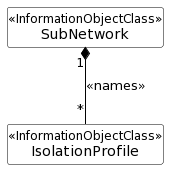 «InformationObjectClass»
SubNetwork
1
«names»
*
«InformationObjectClass»
IsolationProfile